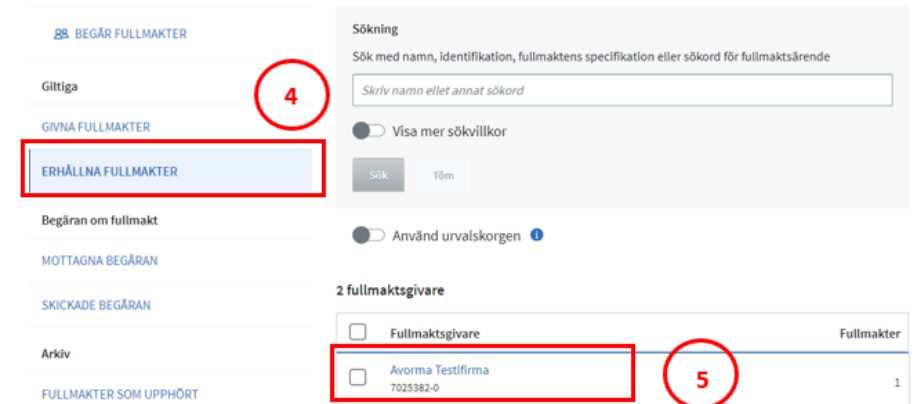 BEGÄR FULLMAKTER
Giltiga
4
GIVNA FULLMAKTER
ERHÅLLNA FULLMAKTER
Begäran om fullmakt
MOTTAGNA BEGÄRAN
SKICKADE BEGÄRAN
Arkiv
FULLMAKTER SOM UPPHÖRT
Sökning
Sök med namn, identifikation, fullmaktens specifikation eller sökord för fullmaktsärende
Skriv namn ellet annat sökord
Visa mer sökvillkor
Sök Töm
Använd urvalskorgen i
2 fullmaktsgivare
Fullmaktsgivare Fullmakter
Avorma Testifirma 1
7025382-0
5